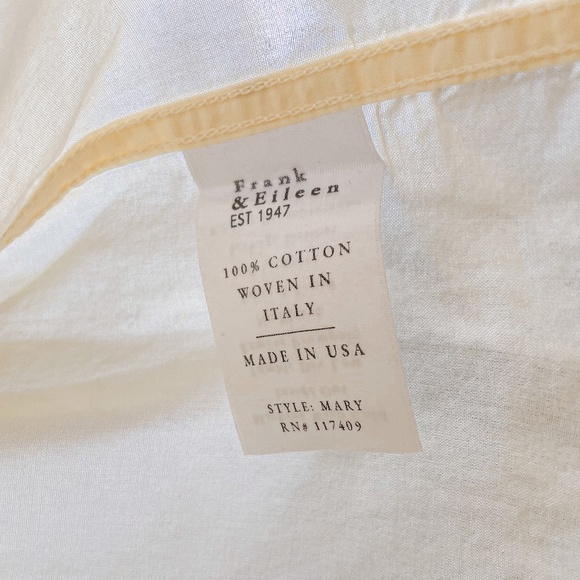 Frank
& Eileen
EST 1947
100% COTTON
WOVEN IN
ITALY
MADE IN USA
STYLE: MARY
RN# 117409